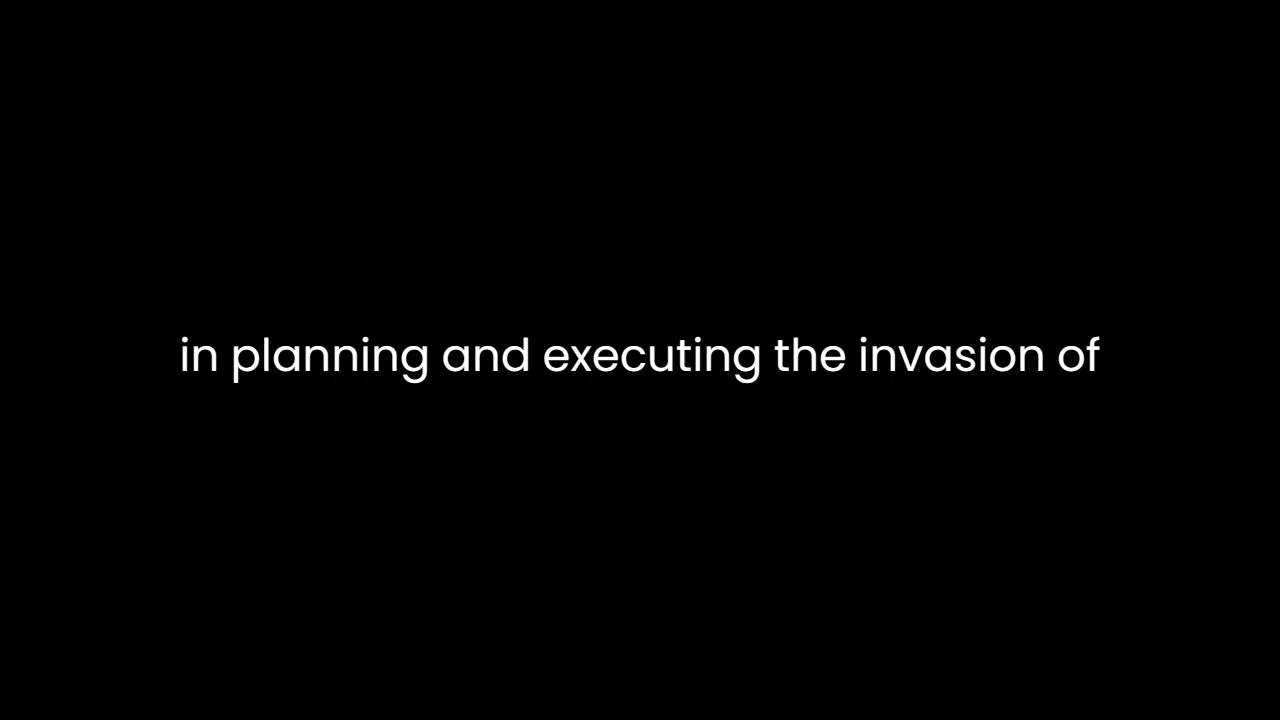 in planning and executing the invasion of